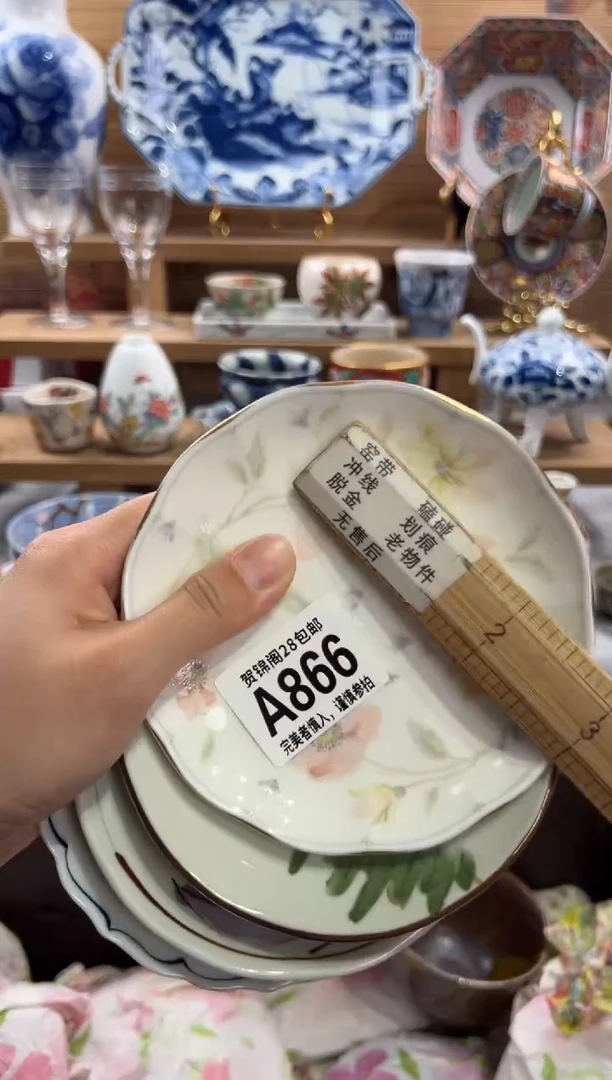 窑带 磕碰
冲线 划痕
脱金 老物件
无售后
2
3
贺锦阁28包邮
A866
完美者慎入,谨慎参拍